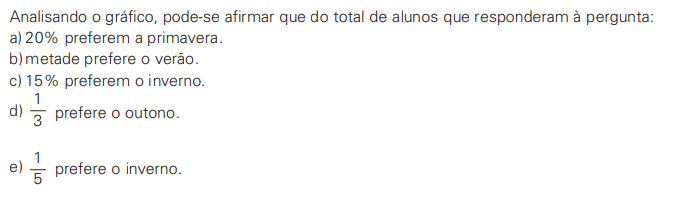 Analisando o gráfico, pode-se afirmar que do total de alunos que responderam à pergunta:
a) 20% preferem a primavera.
b) metade prefere o verão.
c) 15% preferem o inverno.
d) 1/3 prefere o outono.
e) 1/5 prefere o inverno.